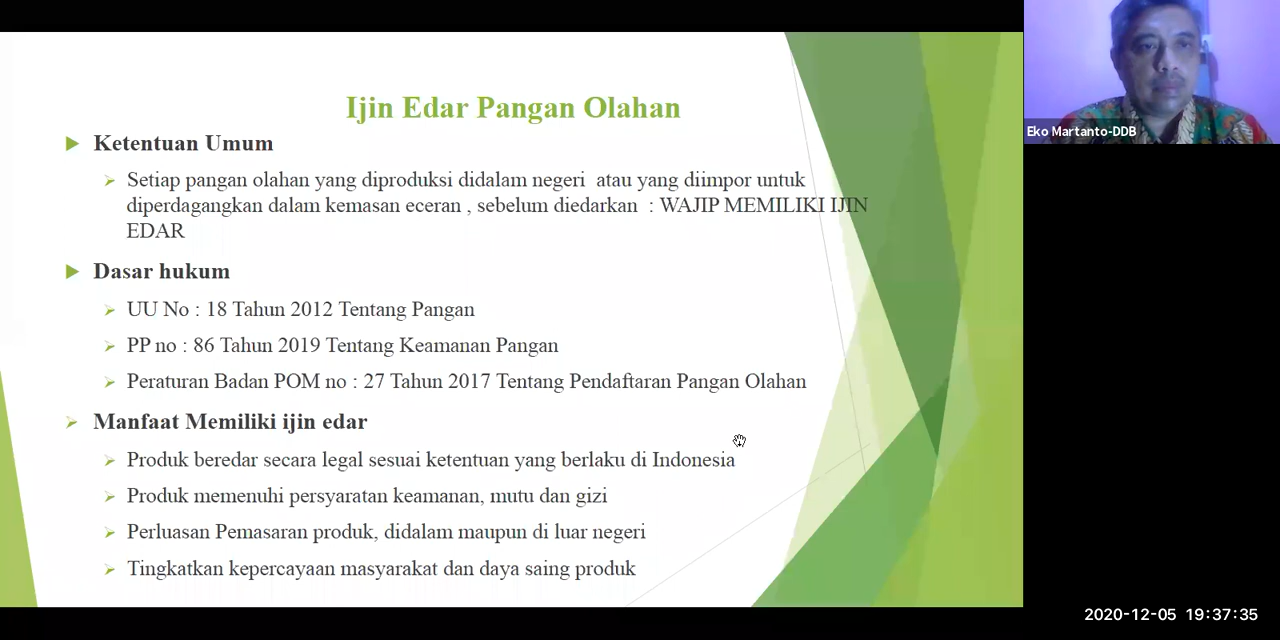 Ijin Edar Pangan Olahan
Ketentuan Umum
Setiap pangan olahan yang diproduksi didalam negeri atau yang diimpor untuk
diperdagangkan dalam kemasan eceran , sebelum diedarkan : WAJIP MEMILIKI IJIN
EDAR
Dasar hukum
UU No : 18 Tahun 2012 Tentang Pangan
PP no : 86 Tahun 2019 Tentang Keamanan Pangan
Peraturan Badan POM no : 27 Tahun 2017 Tentang Pendaftaran Pangan Olahan
Manfaat Memiliki ijin edar
Produk beredar secara legal sesuai ketentuan yang berlaku di Indonesia
Produk memenuhi persyaratan keamanan, mutu dan gizi
Perluasan Pemasaran produk, didalam maupun di luar negeri
Tingkatkan kepercayaan masyarakat dan daya saing produk
Eko Martanto-DDB
2020-12-05 19:37:35